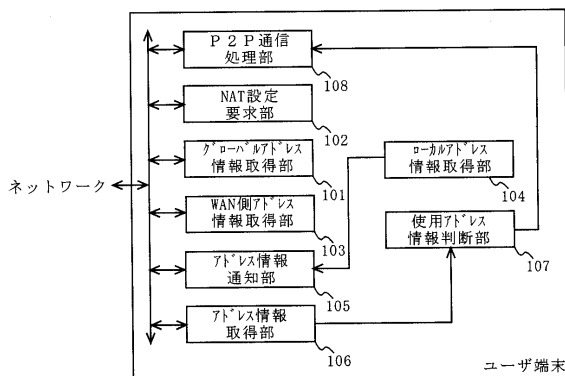 P2P通信
処理部
108
NAT設定
要求部
102
グローバルアドレス
情報取得部
101
ローカルアドレス
情報取得部
104
ネットワーク
WAN側アドレス
情報取得部
103
使用アドレス
情報判断部
107
アドレス情報
通知部
105
アドレス情報
取得部
106
ユーザ端末